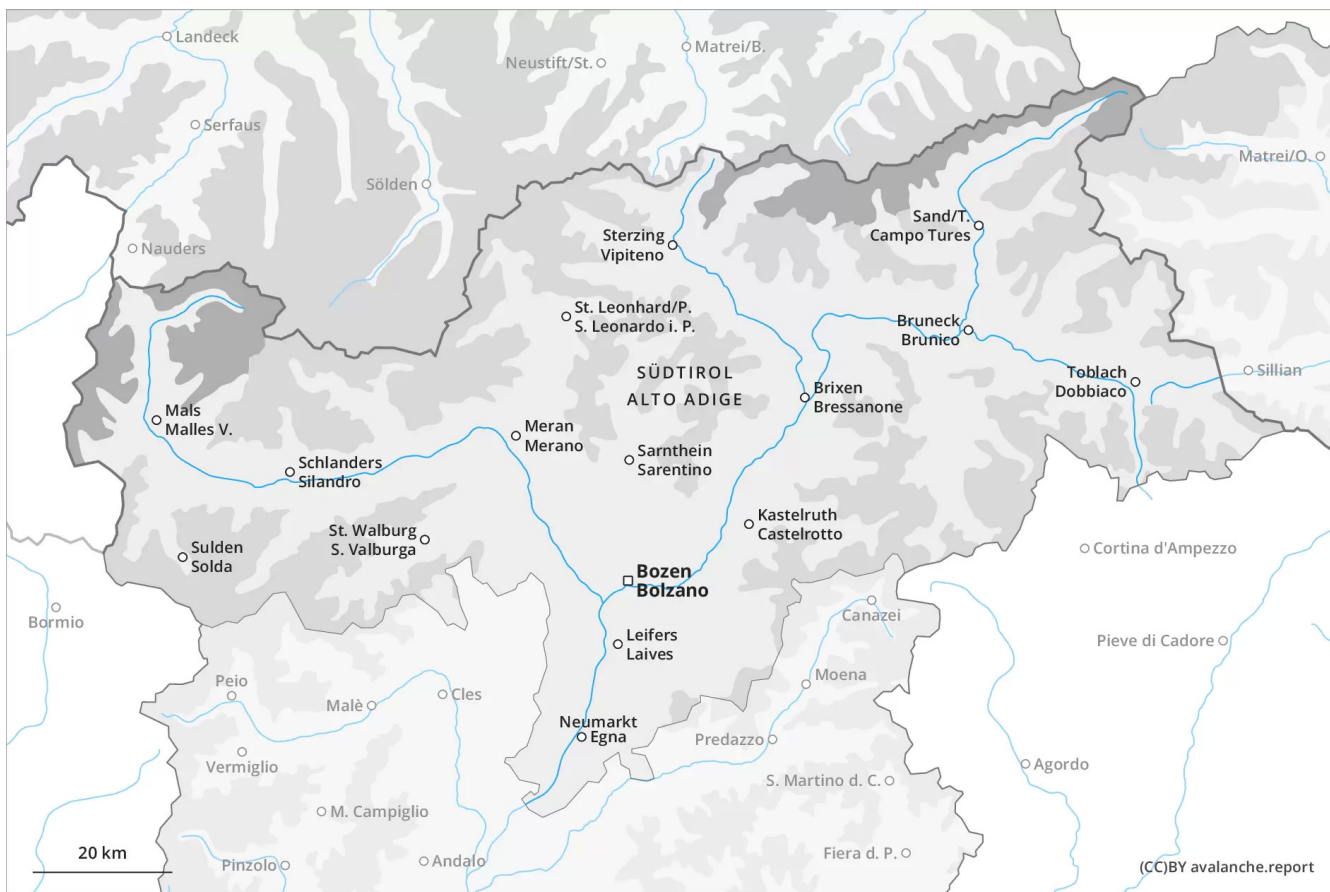 Landeck
Matrei/B.
Neustift/St.
Serfaus
Matrei/O.
Sölden
Sand/T.
Campo Tures
Sterzing
Vipiteno
Nauders
St. Leonhard/P.
S. Leonardo i. P.
Bruneck
Brunico
SÜDTIROL
ALTO ADIGE
Toblach
Dobbiaco
Sillian
Brixen
Bressanone
Mals
Malles V.
Meran
Merano
Sarnthein
Sarentino
Schlanders
Silandro
Kastelruth
Castelrotto
St. Walburg
S. Valburga
Sulden
Solda
Cortina d'Ampezzo
Bozen
Bolzano
Bormio
Canazei
Leifers
Laives
Pieve di Cadore
Moena
Peio
Cles
Malè
Neumarkt
Egna
Predazzo
Vermiglio
Agordo
S. Martino d. C.
M. Campiglio
20 km
Andalo
Fiera d. P.
Pinzolo
(CC)BY avalanche.report